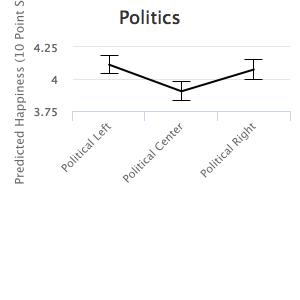 Politics
Predicted Happiness (10 Point
4.25
4
3.75
Political Left
Political Center
Political Right